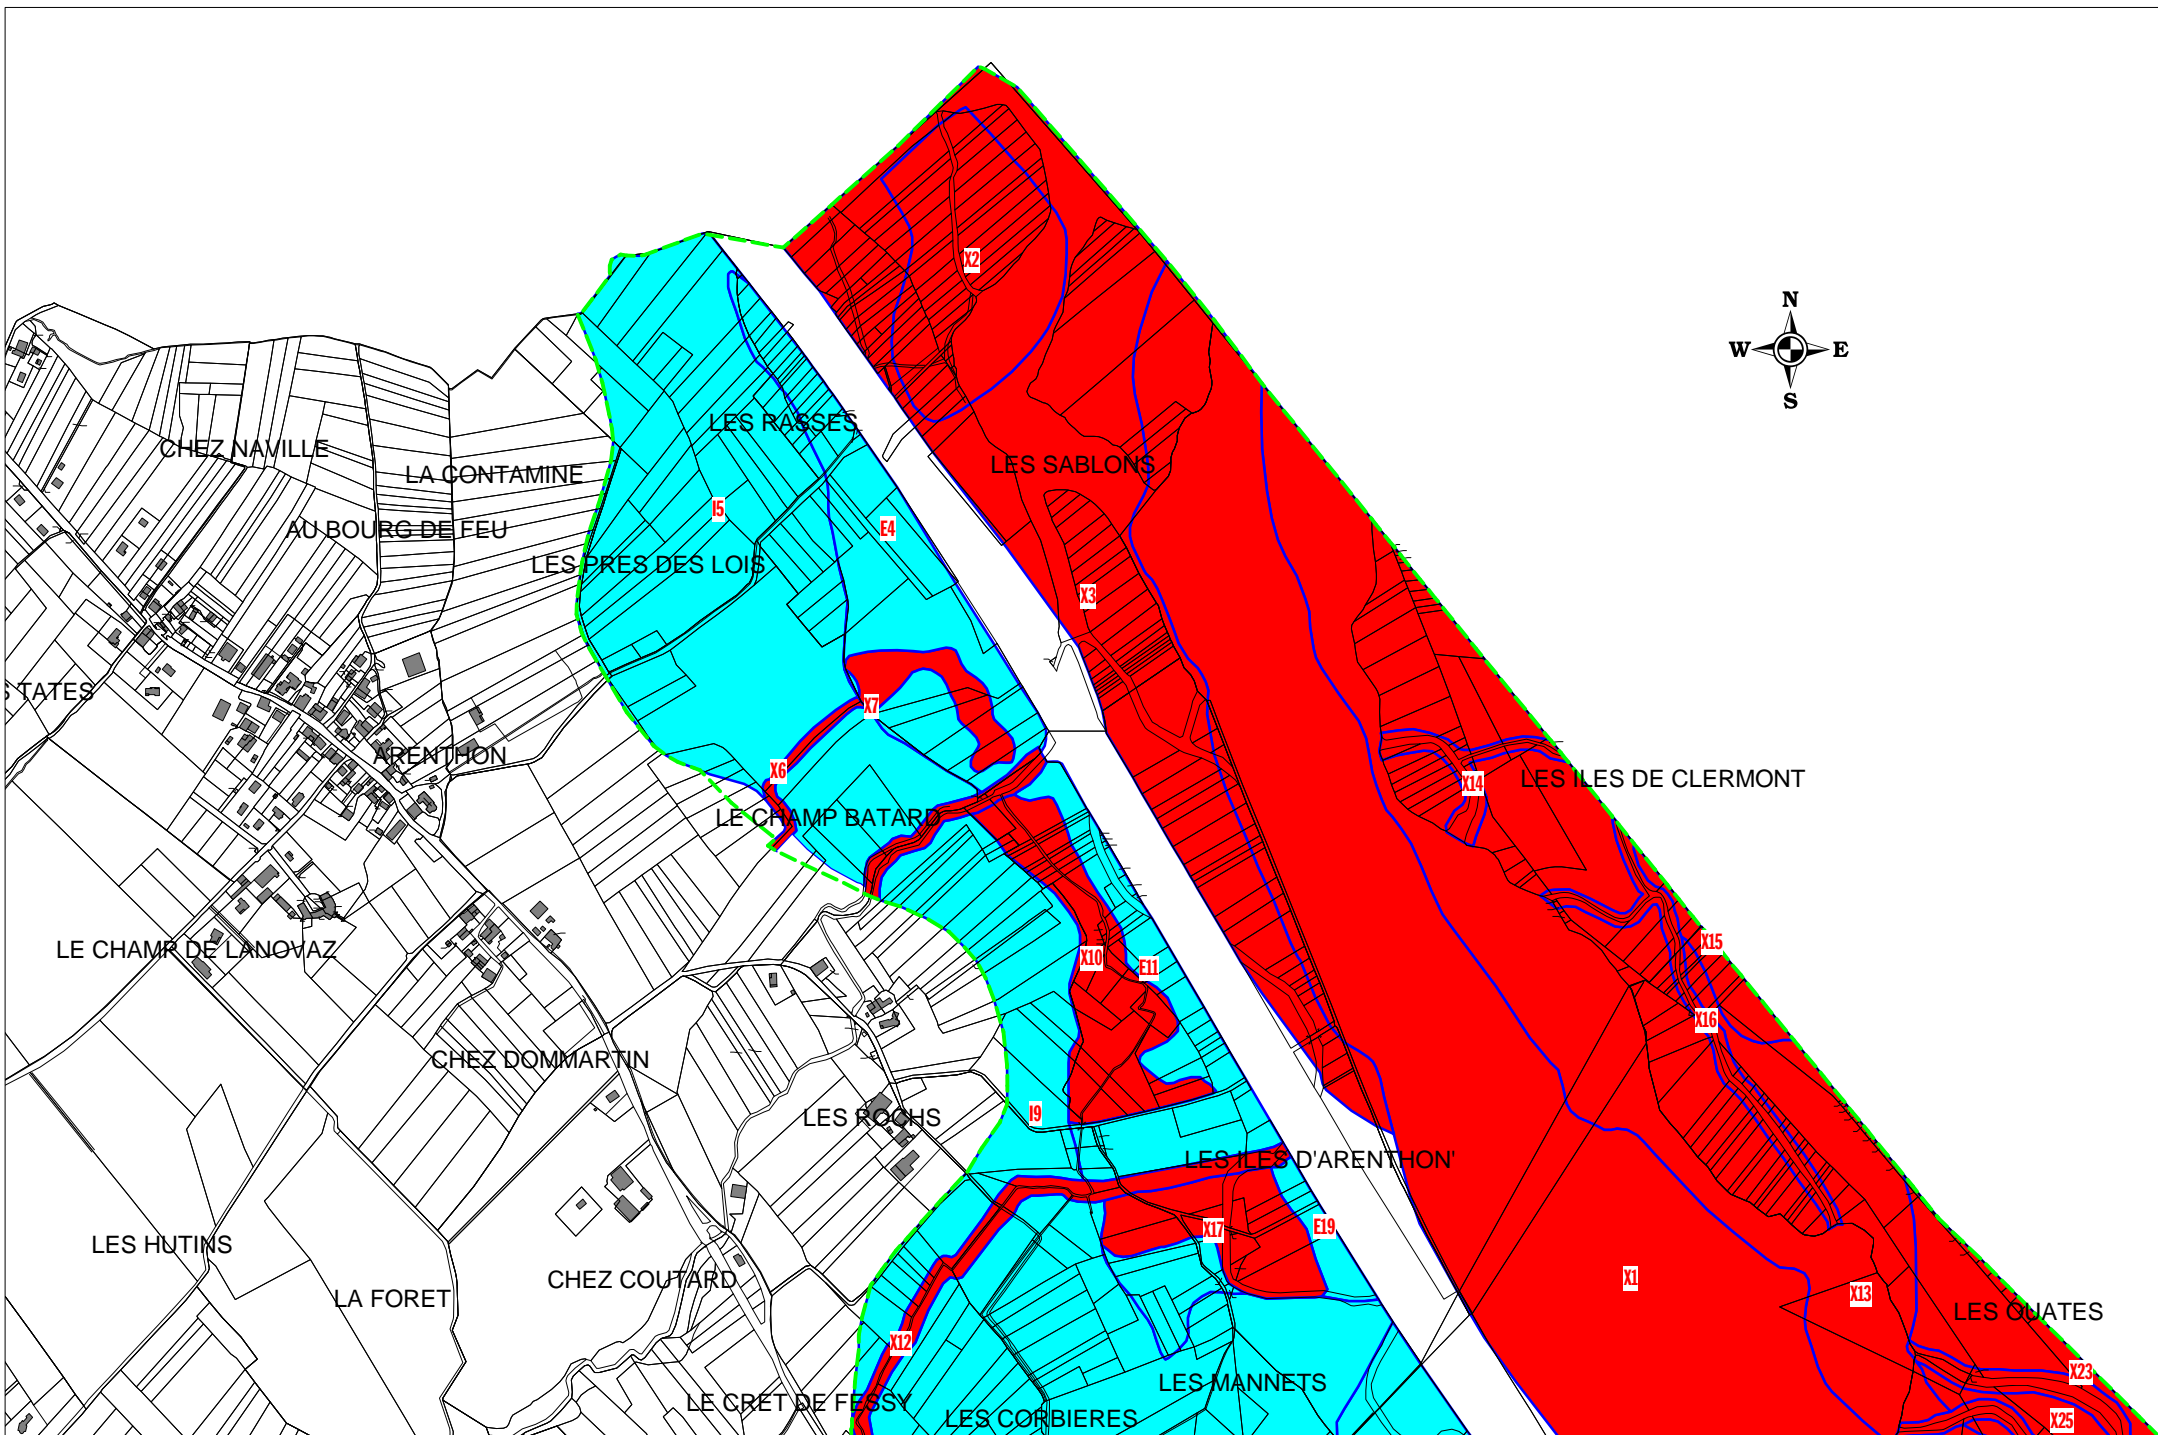 X2
N
W E
S
LES RASSES
CHEZ NAVILLE
LES SABLONS
LA CONTAMINE
I5
E4
AU BOURG DE FEU
LES PRES DES LOIS
X3
S TATES
X7
ARENTHON
X6
X14
LES ILES DE CLERMONT
LE CHAMP BATARD
X15
LE CHAMP DE LANOVAZ
X10
E11
X16
CHEZ DOMMARTIN
I9
LES ROCHS
LES ILES D'ARENTHON'
X17
E19
LES HUTINS
CHEZ COUTARD
X1
X13
LA FORET
LES OUATES
X12
X23
LES MANNETS
LE CRET DE FESSY
LES CORBIERES
X25